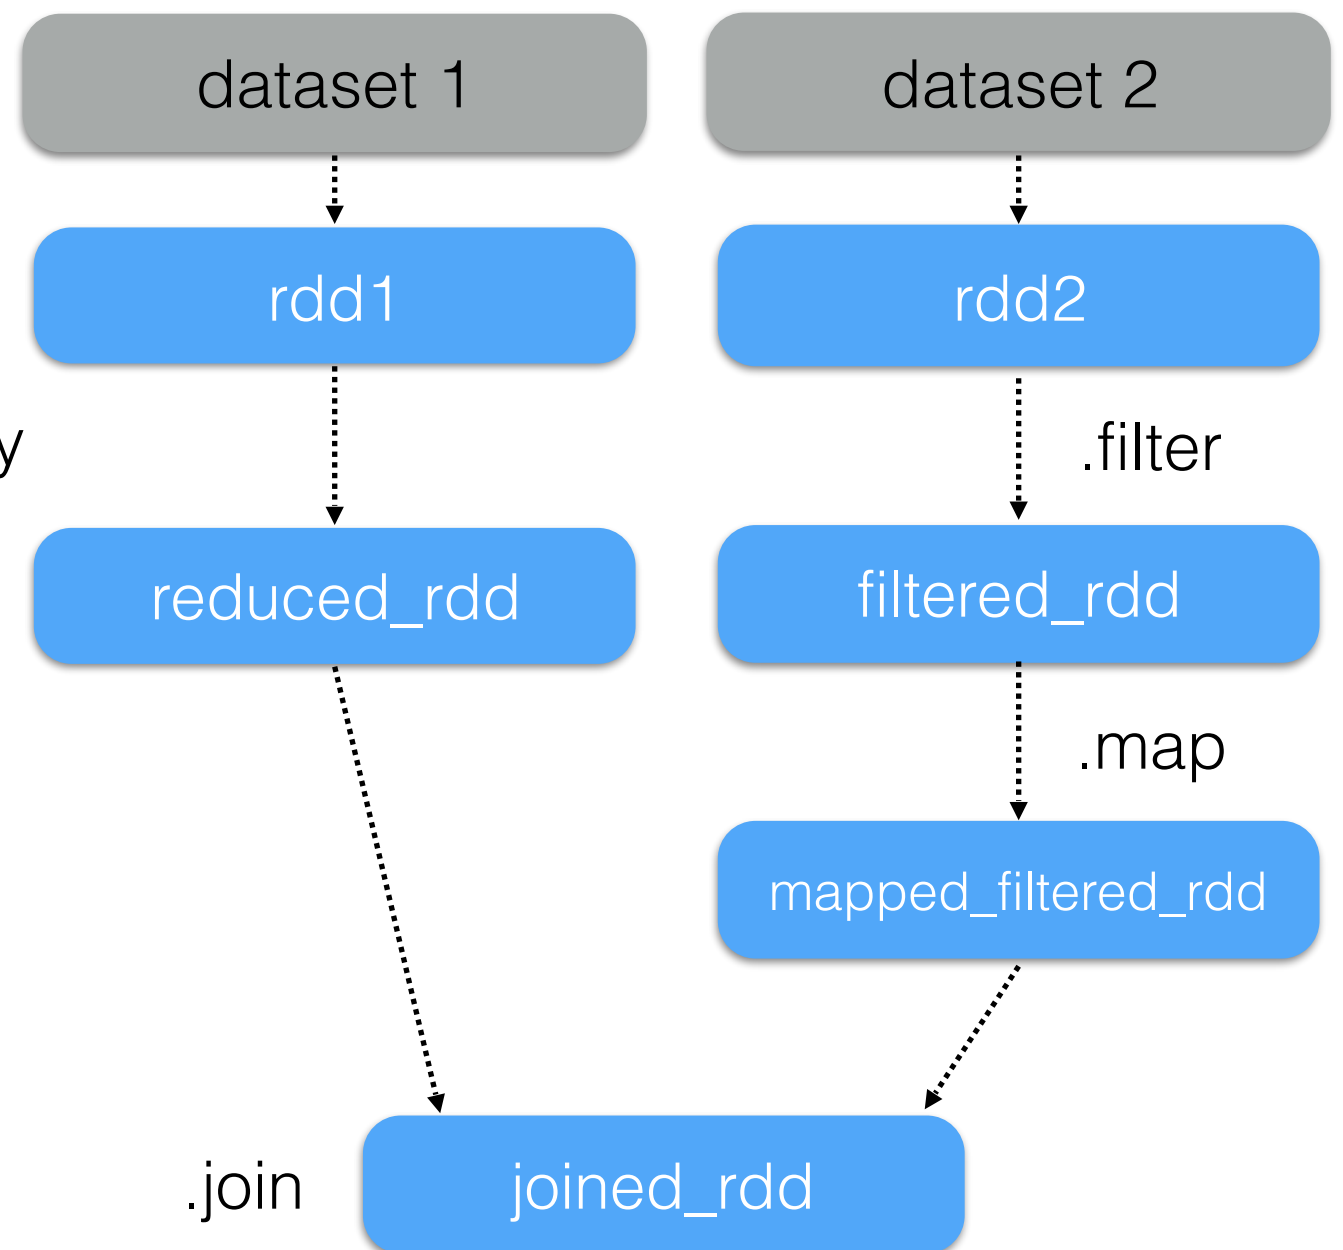 dataset 1
dataset 2
rdd1
rdd2
y
.filter
reduced_rdd
filtered_rdd
.map
mapped_filtered_rdd
.join
joined_rdd